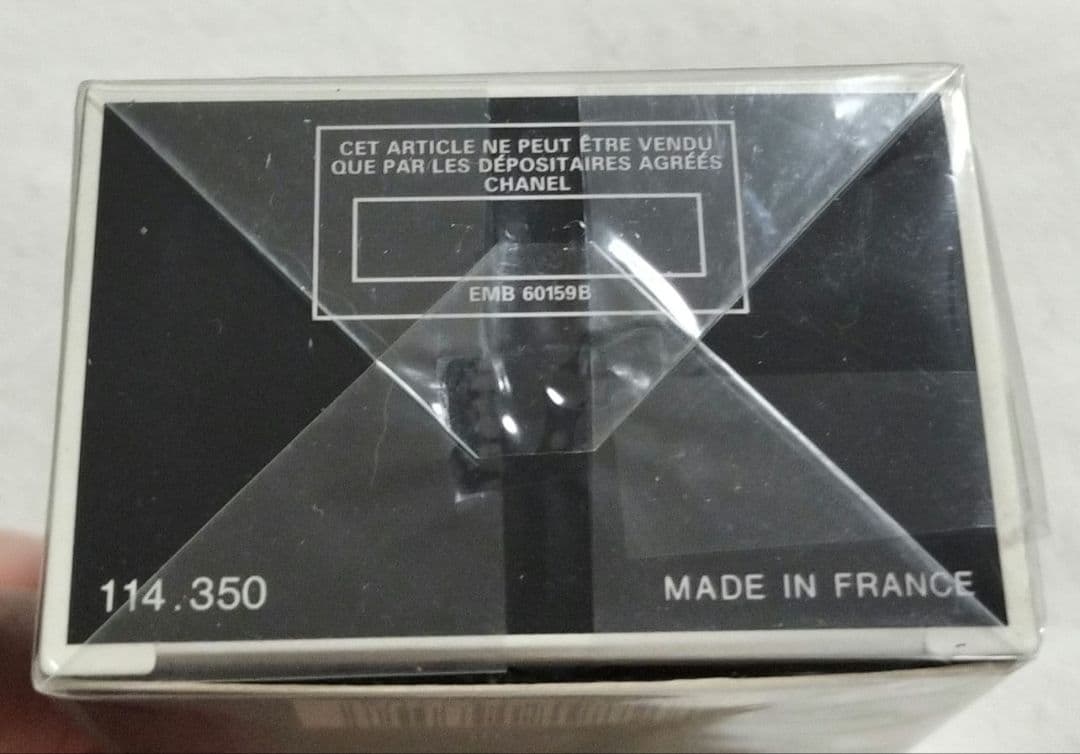 CET ARTICLE NE PEUT ÊTRE VENDU
QUE PAR LES DÉPOSITAIRES AGRÉÉS
CHANEL
EMB 60159B
114.350
MADE IN FRANCE